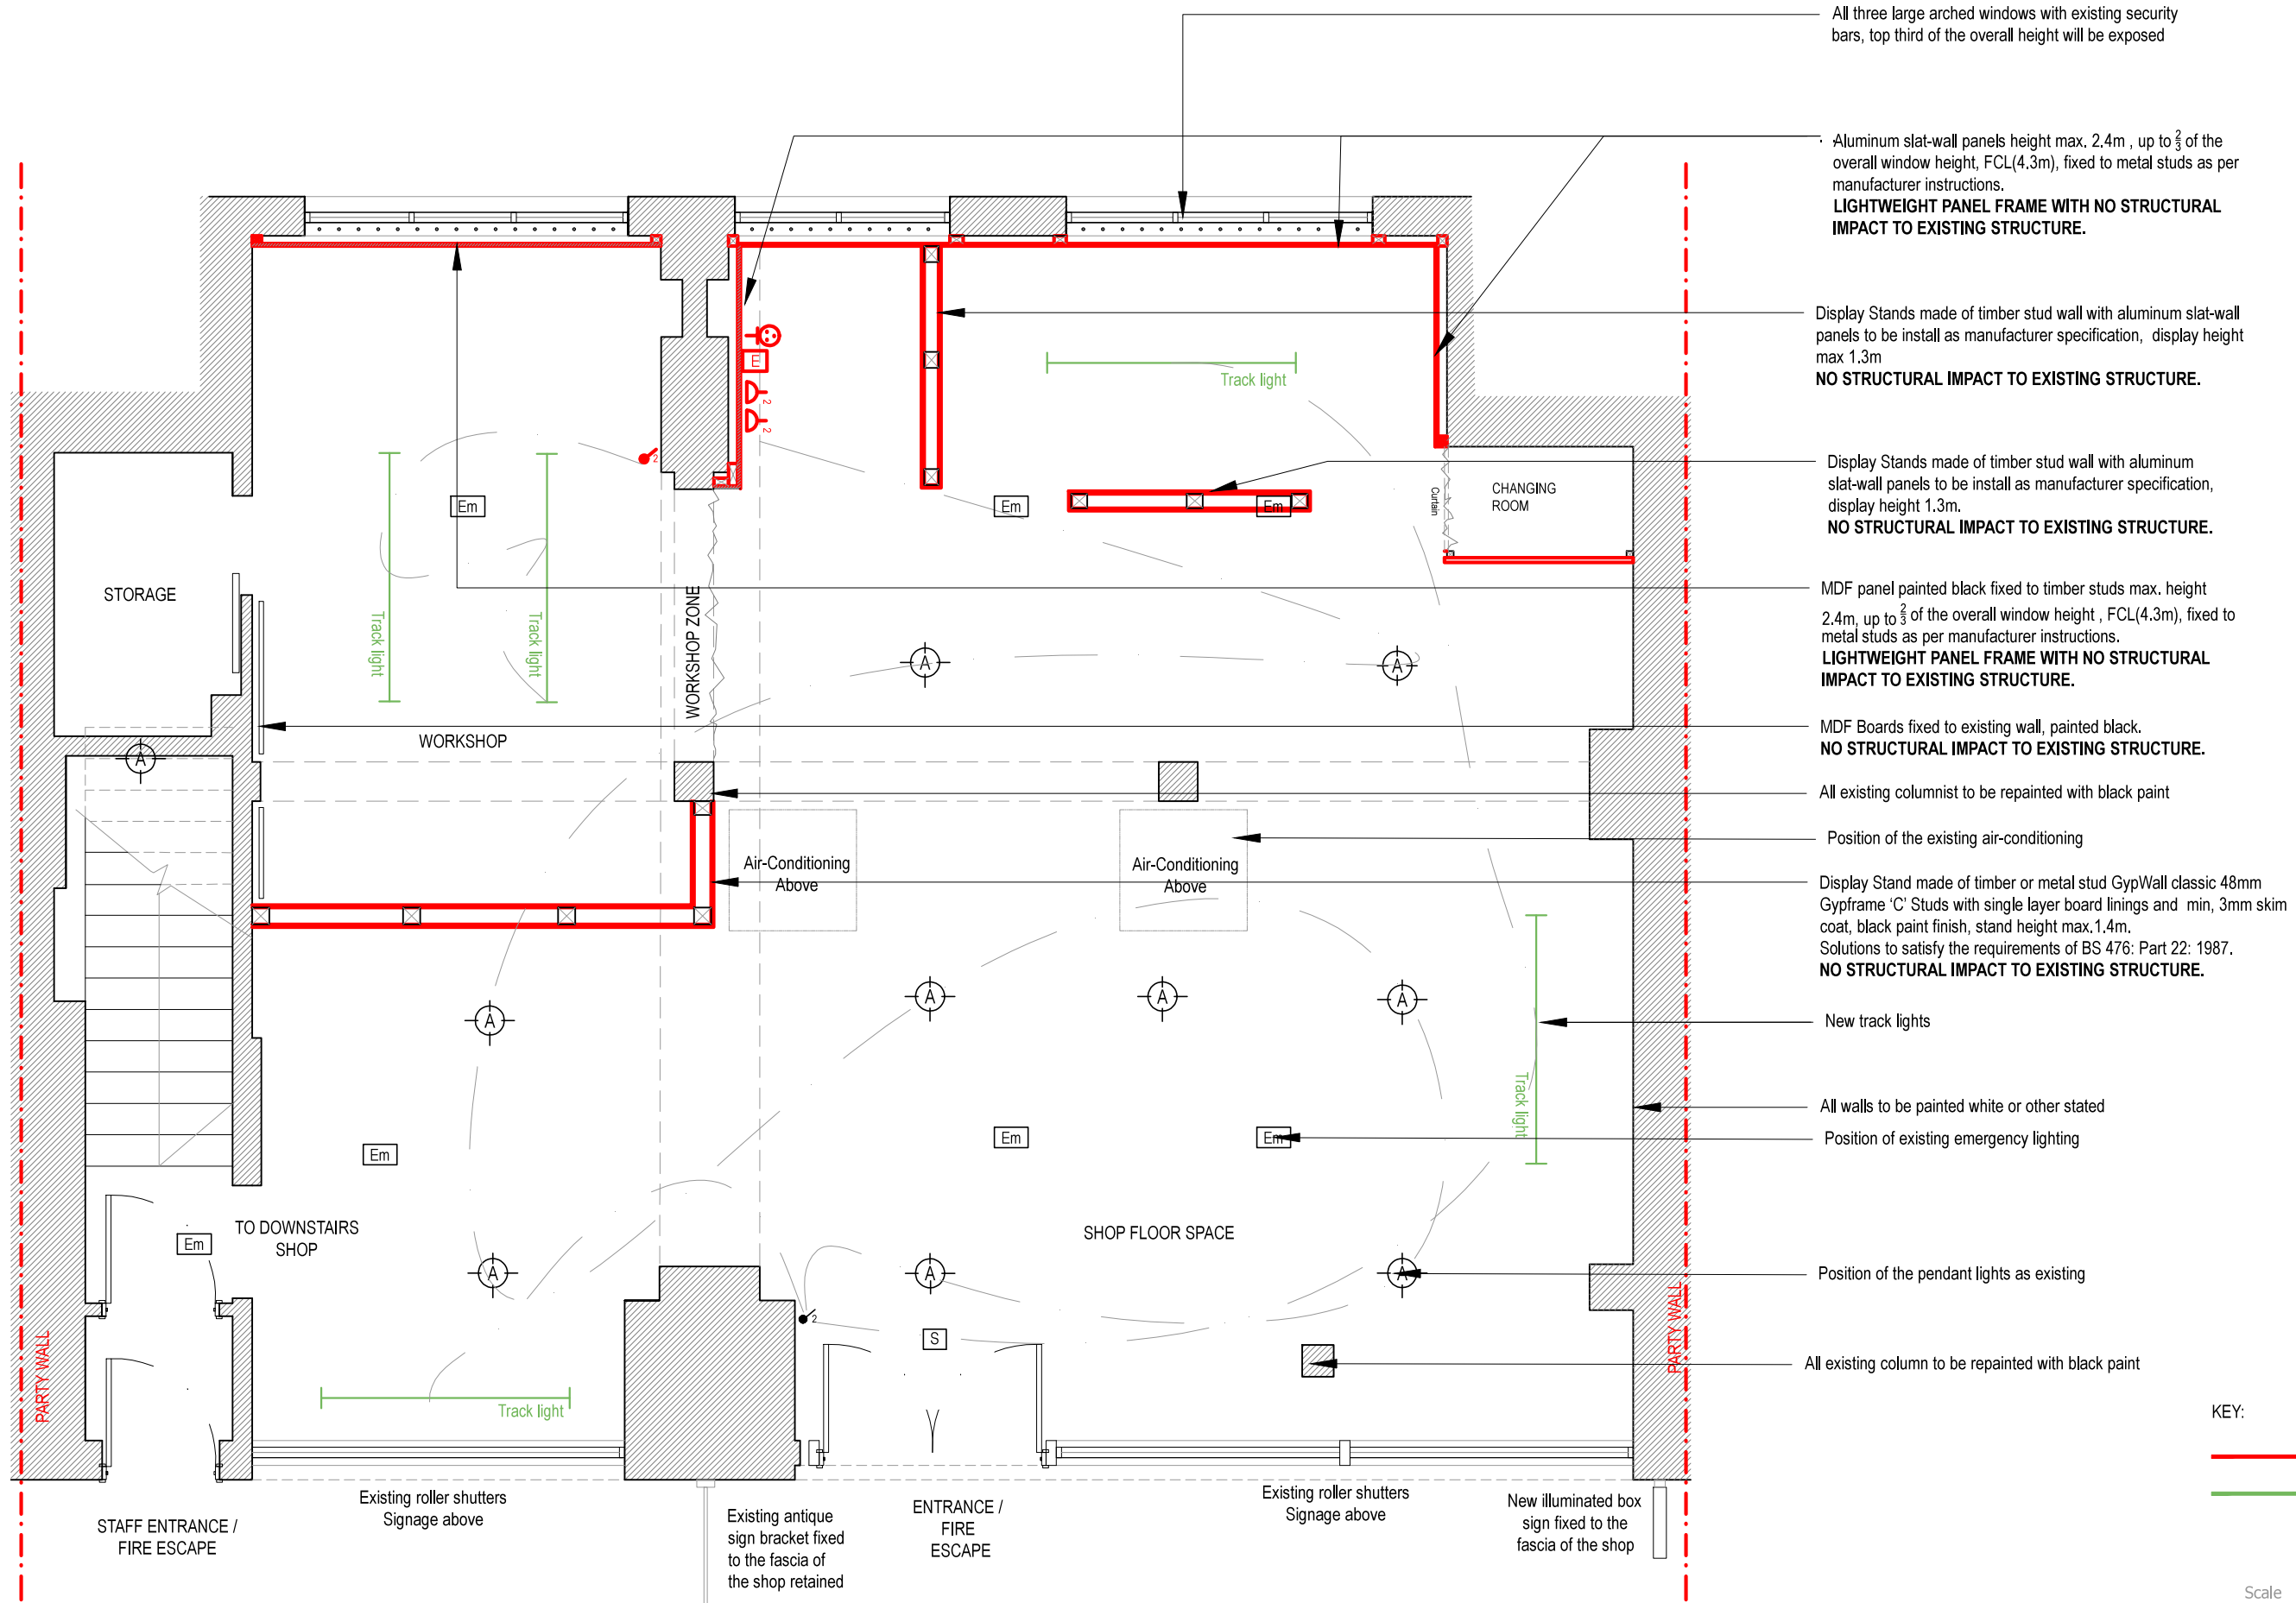 All three large arched windows with existing security
bars, top third of the overall height will be exposed
Aluminum slat-wall panels height max. 2.4m , up to 2/3 of the
overall window height, FCL(4.3m), fixed to metal studs as per
manufacturer instructions.
LIGHTWEIGHT PANEL FRAME WITH NO STRUCTURAL
IMPACT TO EXISTING STRUCTURE.
Display Stands made of timber stud wall with aluminum slat-wall
panels to be install as manufacturer specification, display height
max 1.3m
NO STRUCTURAL IMPACT TO EXISTING STRUCTURE.
Display Stands made of timber stud wall with aluminum
slat-wall panels to be install as manufacturer specification,
display height 1.3m.
NO STRUCTURAL IMPACT TO EXISTING STRUCTURE.
MDF panel painted black fixed to timber studs max. height
2.4m, up to 2/3 of the overall window height , FCL(4.3m), fixed to
metal studs as per manufacturer instructions.
LIGHTWEIGHT PANEL FRAME WITH NO STRUCTURAL
IMPACT TO EXISTING STRUCTURE.
MDF Boards fixed to existing wall, painted black.
NO STRUCTURAL IMPACT TO EXISTING STRUCTURE.
All existing columnist to be repainted with black paint
Position of the existing air-conditioning
Display Stand made of timber or metal stud GypWall classic 48mm
Gypframe ‘C’ Studs with single layer board linings and min, 3mm skim
coat, black paint finish, stand height max.1.4m.
Solutions to satisfy the requirements of BS 476: Part 22: 1987.
NO STRUCTURAL IMPACT TO EXISTING STRUCTURE.
New track lights
All walls to be painted white or other stated
Position of existing emergency lighting
Position of the pendant lights as existing
All existing column to be repainted with black paint
KEY:
Scale
E
2
2
2
Track light
Em
Em
Em
Curtain
CHANGING
ROOM
STORAGE
Track light
Track light
WORKSHOP ZONE
A
A
WORKSHOP
A
Air-Conditioning
Above
Air-Conditioning
Above
A
A
A
A
Track light
Em
Em
Em
TO DOWNSTAIRS
SHOP
Em
SHOP FLOOR SPACE
A
A
A
2
S
PARTY WALL
PARTY WALL
Track light
Existing roller shutters
Signage above
STAFF ENTRANCE /
FIRE ESCAPE
Existing antique
sign bracket fixed
to the fascia of
the shop retained
ENTRANCE /
FIRE
ESCAPE
Existing roller shutters
Signage above
New illuminated box
sign fixed to the
fascia of the shop